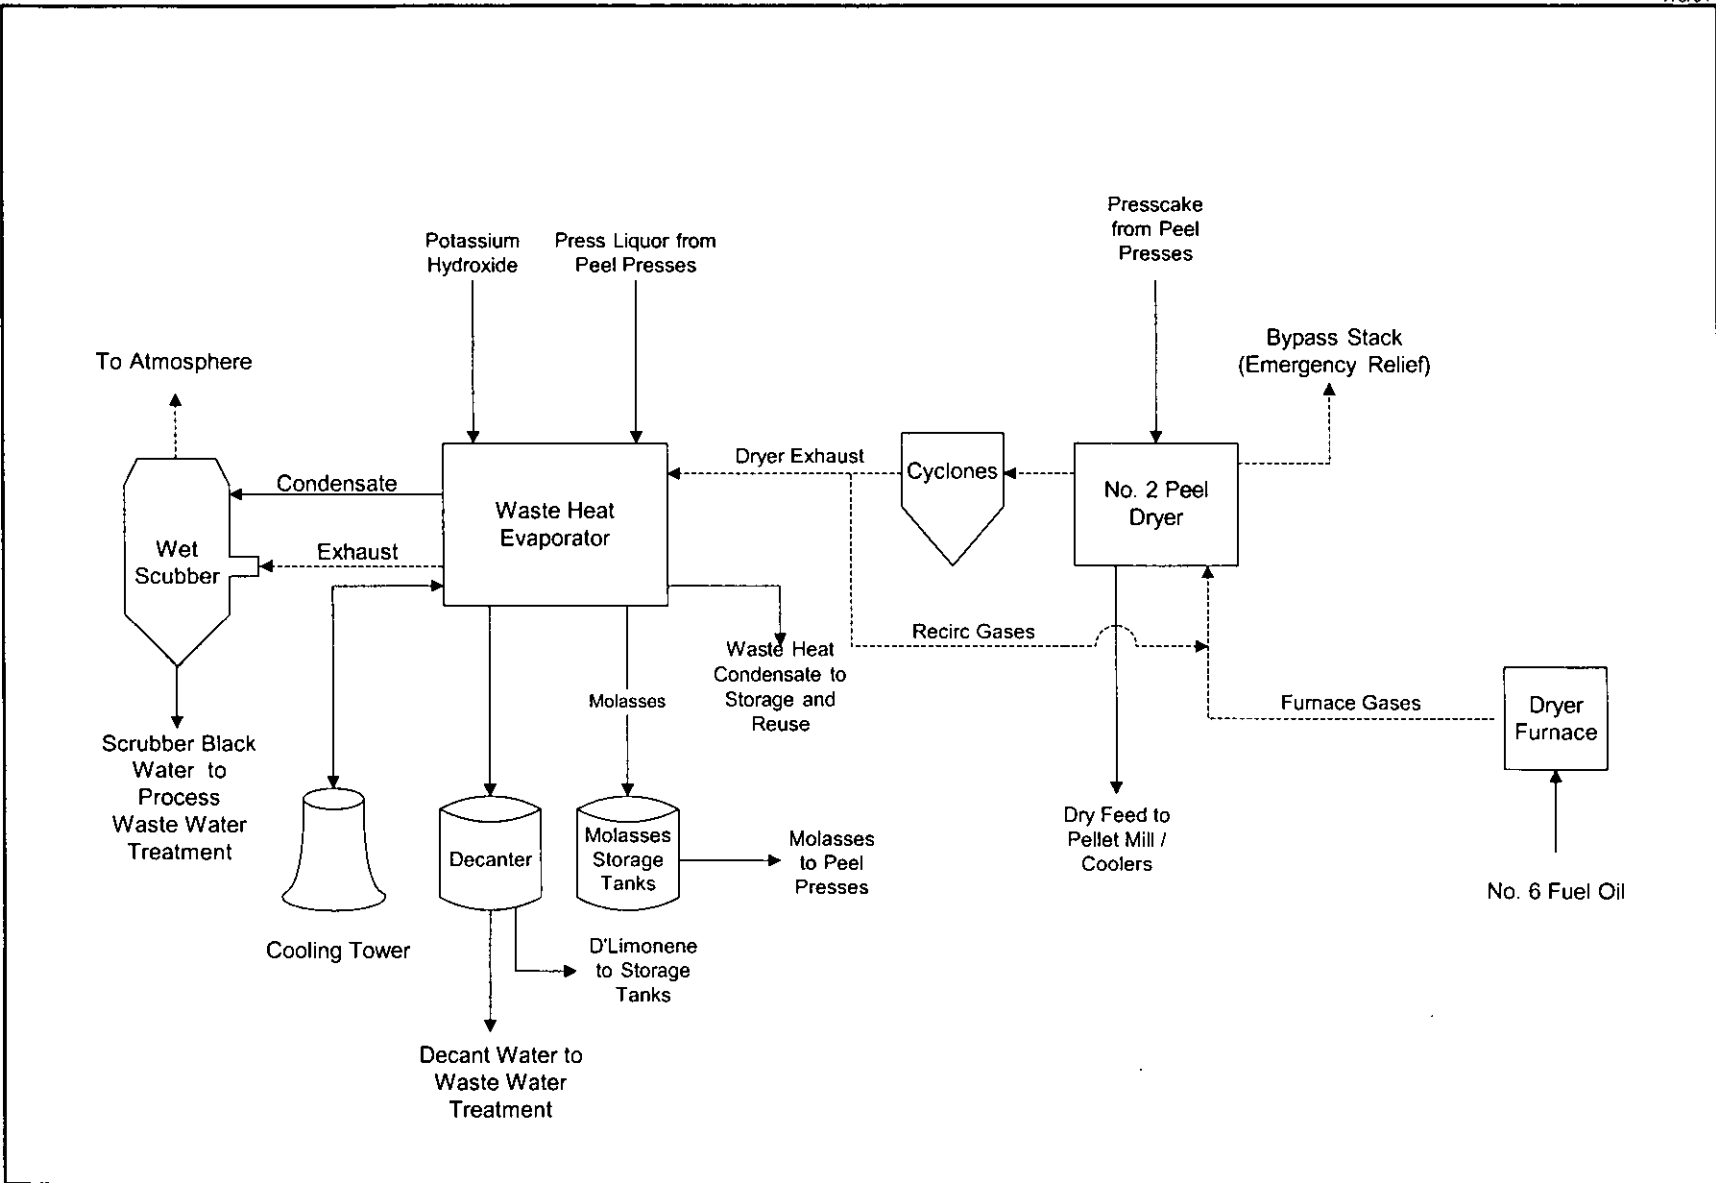 Presscake
from Peel
Presses
Potassium
Hydroxide
Press Liquor from
Peel Presses
Bypass Stack
(Emergency Relief)
To Atmosphere
Dryer Exhaust
Cyclones
No. 2 Peel
Dryer
Condensate
Waste Heat
Evaporator
Wet
Scubber
Exhaust
Recirc Gases
Waste Heat
Condensate to
Storage and
Reuse
Molasses
Furnace Gases
Dryer
Furnace
Scrubber Black
Water to
Process
Waste Water
Treatment
Decanter
Molasses
Storage
Tanks
Molasses
to Peel
Presses
Dry Feed to
Pellet Mill /
Coolers
No. 6 Fuel Oil
Cooling Tower
D'Limonene
to Storage
Tanks
Decant Water to
Waste Water
Treatment